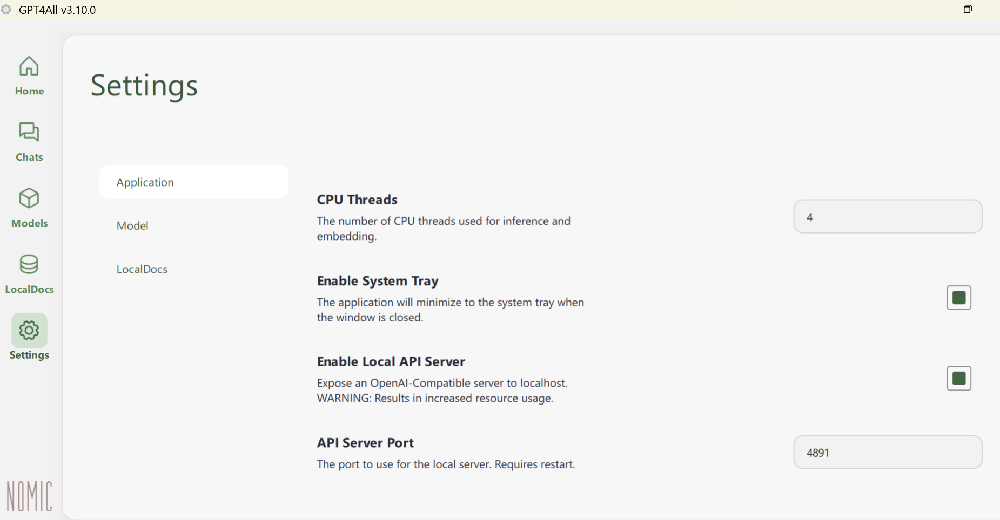 GPT4All v3.10.0
Home
Chats
Models
LocalDocs
Settings
NOMIC
Settings
Application
Model
LocalDocs
CPU Threads
The number of CPU threads used for inference and
embedding.
4
Enable System Tray
The application will minimize to the system tray when
the window is closed.
Enable Local API Server
Expose an OpenAI-Compatible server to localhost.
WARNING: Results in increased resource usage.
API Server Port
The port to use for the local server. Requires restart.
4891